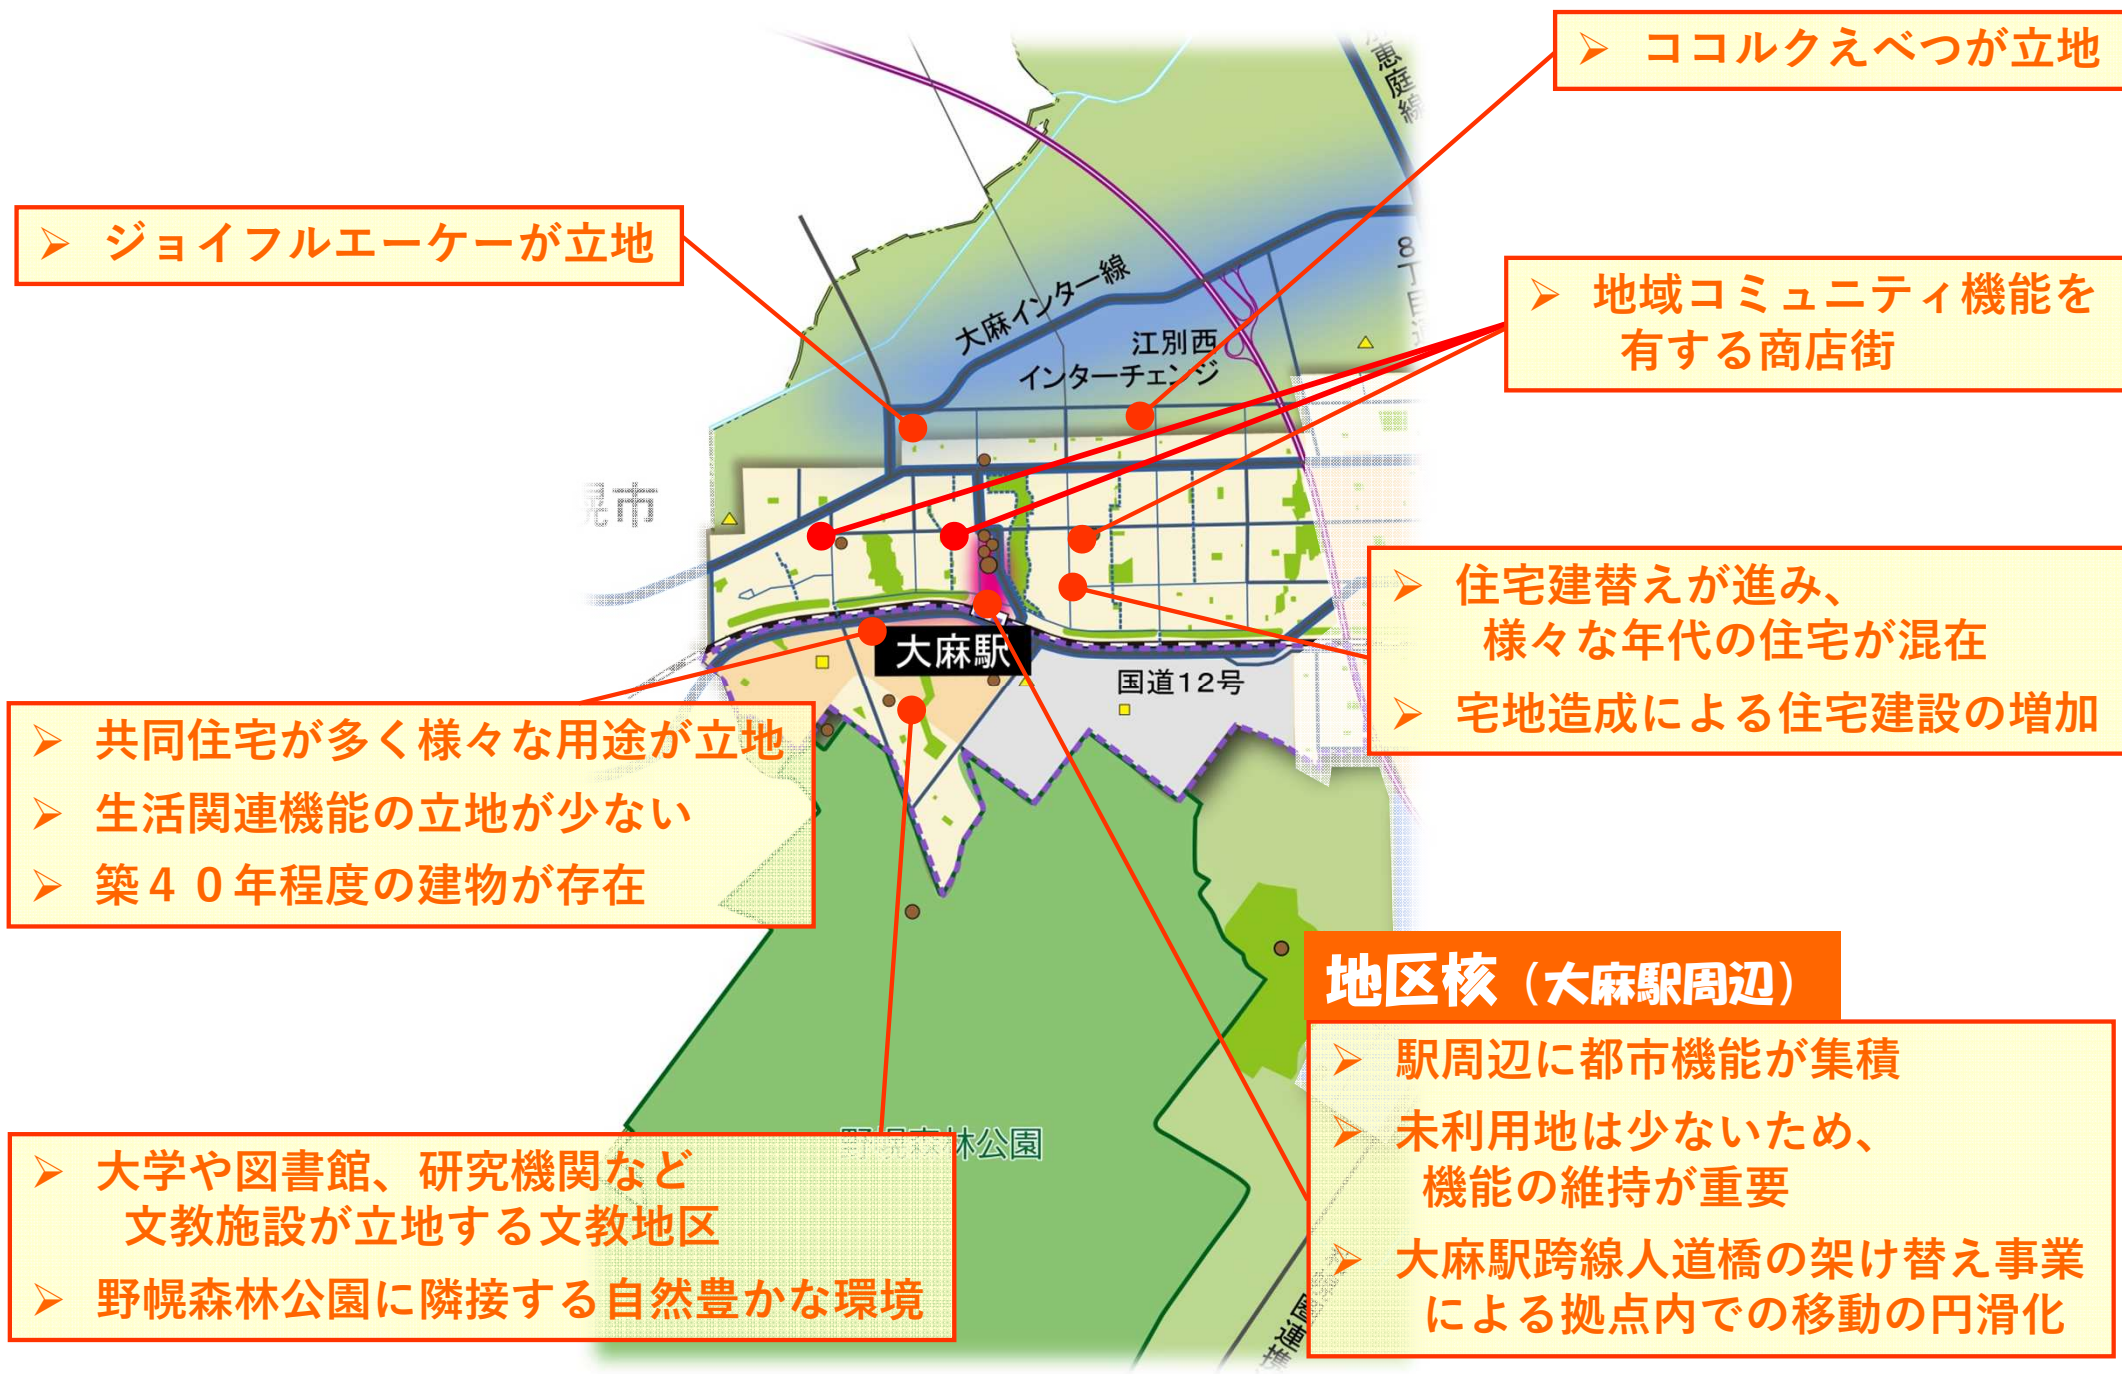 ➢ ココルクえべつが立地
恵庭線
➢ ジョイフルエーケーが立地
大麻インター線
江別西
インターチェンジ
➢ 地域コミュニティ機能を
有する商店街
8丁目
幌市
➢ 住宅建替えが進み、
様々な年代の住宅が混在
➢ 宅地造成による住宅建設の増加
大麻駅
国道12号
➢ 共同住宅が多く様々な用途が立地
➢ 生活関連機能の立地が少ない
➢ 築４０年程度の建物が存在
地区核（大麻駅周辺）
➢ 駅周辺に都市機能が集積
➢ 未利用地は少ないため、
機能の維持が重要
➢ 大麻駅跨線人道橋の架け替え事業
による拠点内での移動の円滑化
野幌森林公園
➢ 大学や図書館、研究機関など
文教施設が立地する文教地区
➢ 野幌森林公園に隣接する自然豊かな環境
道連携